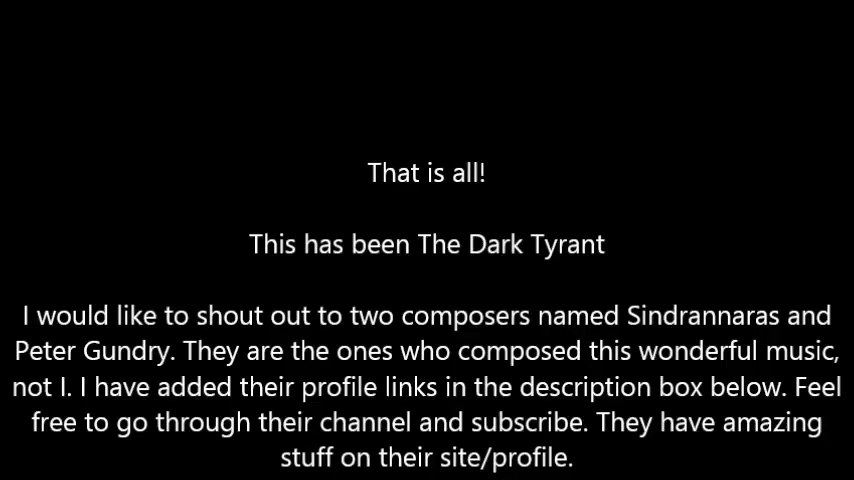 That is all!
This has been The Dark Tyrant
I would like to shout out to two composers named Sindrannaras and
Peter Gundry. They are the ones who composed this wonderful music,
not I. I have added their profile links in the description box below. Feel
free to go through their channel and subscribe. They have amazing
stuff on their site/profile.